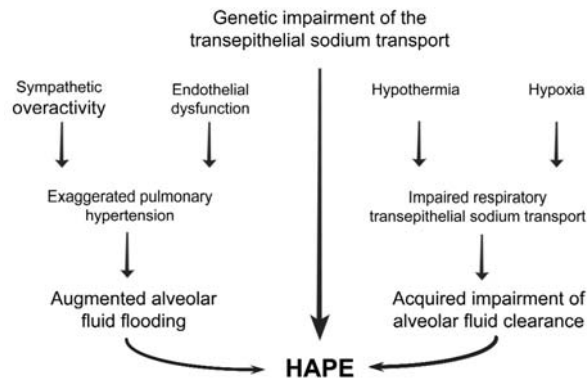 Genetic impairment of the
transepithelial sodium transport
Sympathetic
overactivity
Endothelial
dysfunction
Hypothermia
Hypoxia
Exaggerated pulmonary
hypertension
Impaired respiratory
transepithelial sodium transport
Augmented alveolar
fluid flooding
Acquired impairment of
alveolar fluid clearance
HAPE